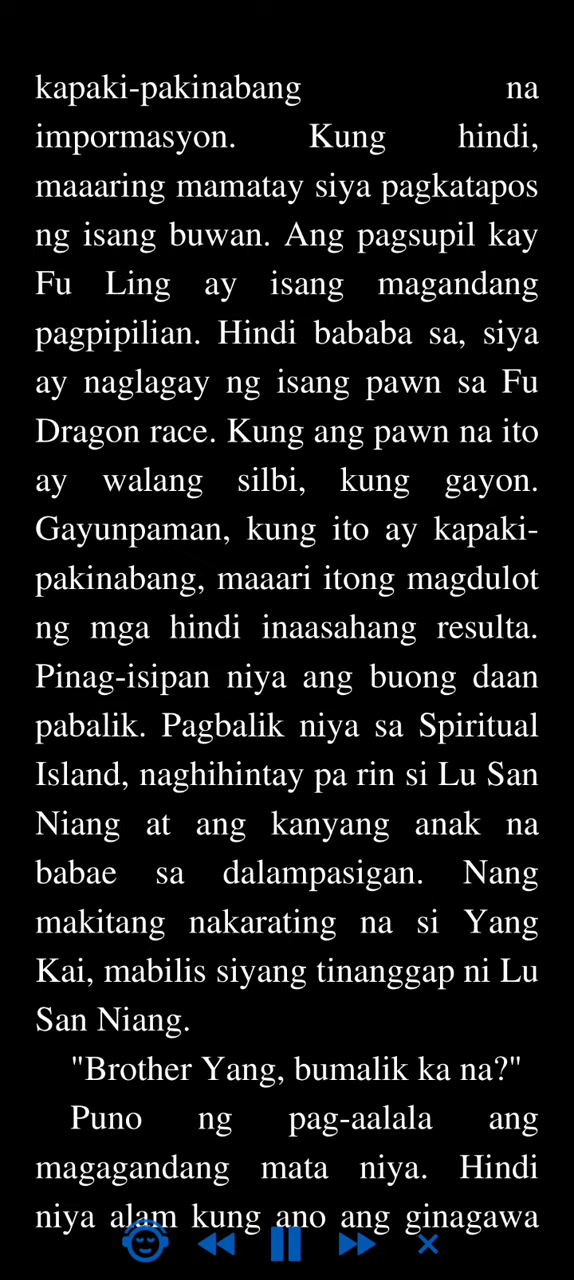 kapaki-pakinabang na
impormasyon. Kung hindi,
maaaring mamatay siya pagkatapos
ng isang buwan. Ang pagsupil kay
Fu Ling ay isang magandang
pagpipilian. Hindi bababa sa, siya
ay naglagay ng isang pawn sa Fu
Dragon race. Kung ang pawn na ito
ay walang silbi, kung gayon.
Gayunpaman, kung ito ay kapaki-
pakinabang, maaari itong magdulot
ng mga hindi inaasahang resulta.
Pinag-isipan niya ang buong daan
pabalik. Pagbalik niya sa Spiritual
Island, naghihintay pa rin si Lu San
Niang at ang kanyang anak na
babae sa dalampasigan. Nang
makitang nakarating na si Yang
Kai, mabilis siyang tinanggap ni Lu
San Niang.
"Brother Yang, bumalik ka na?"
Puno ng pag-aalala ang
magagandang mata niya. Hindi
niya alam kung ano ang ginagawa